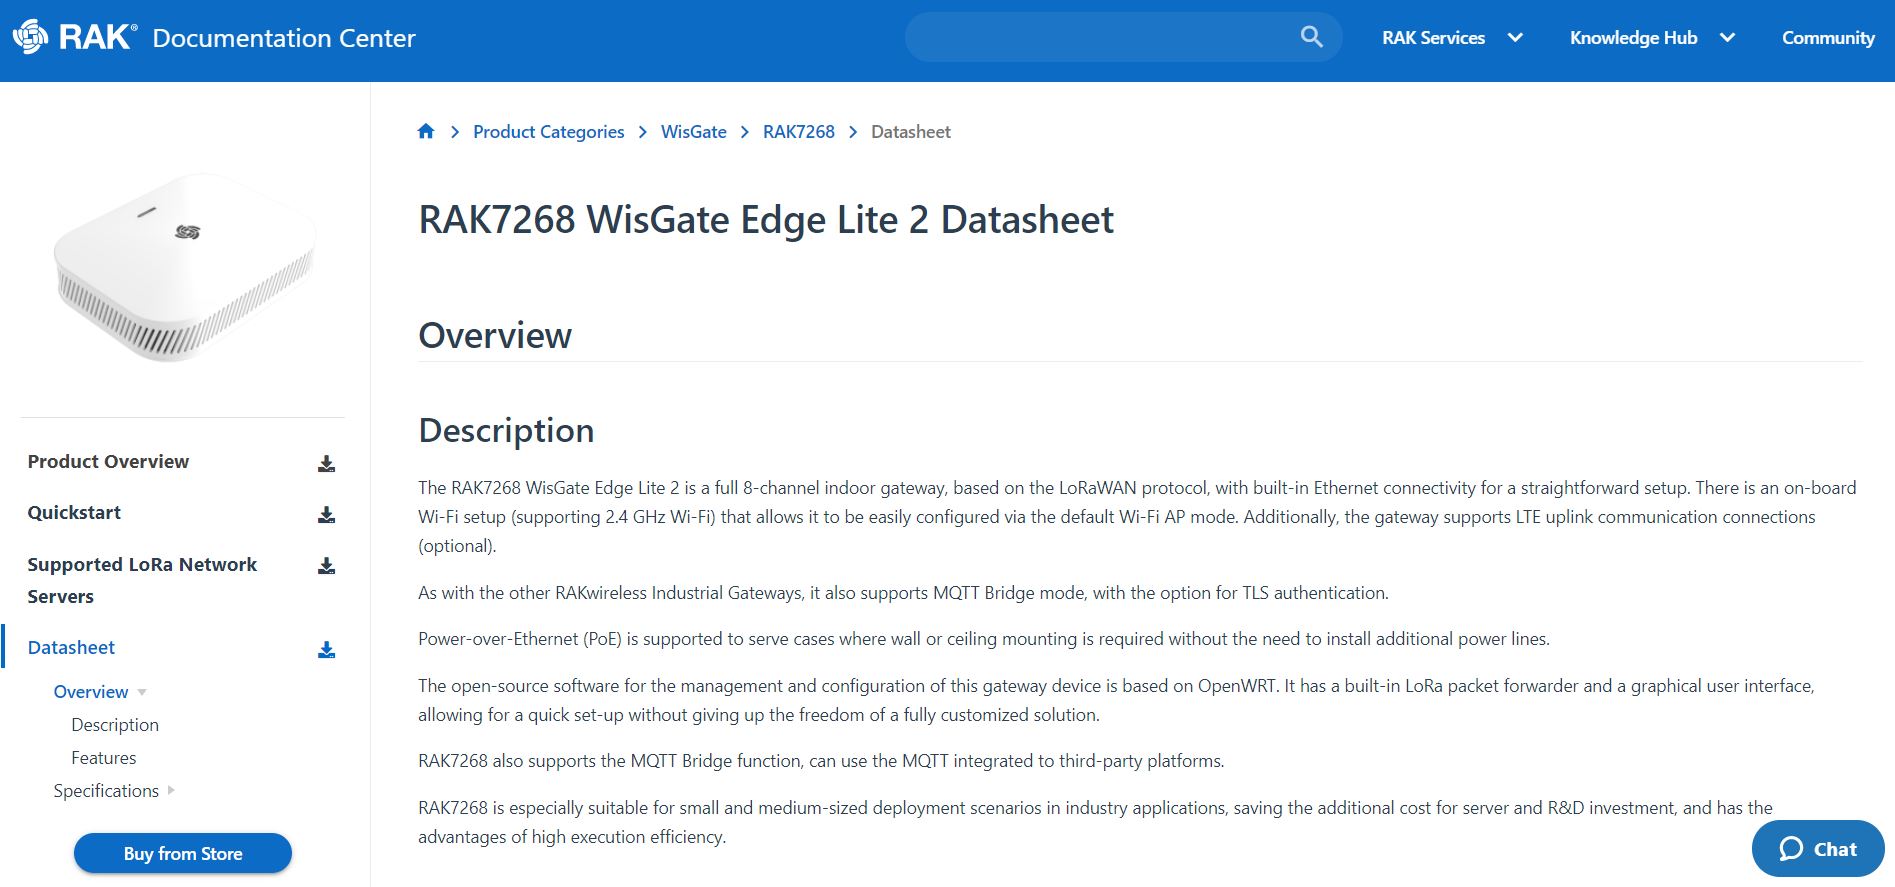 RAK® Documentation Center
RAK Services
Knowledge Hub
Community
Product Categories > WisGate > RAK7268 > Datasheet
RAK7268 WisGate Edge Lite 2 Datasheet
Overview
Description
The RAK7268 WisGate Edge Lite 2 is a full 8-channel indoor gateway, based on the LoRaWAN protocol, with built-in Ethernet connectivity for a straightforward setup. There is an on-board
Wi-Fi setup (supporting 2.4 GHz Wi-Fi) that allows it to be easily configured via the default Wi-Fi AP mode. Additionally, the gateway supports LTE uplink communication connections
(optional).
As with the other RAKwireless Industrial Gateways, it also supports MQTT Bridge mode, with the option for TLS authentication.
Power-over-Ethernet (PoE) is supported to serve cases where wall or ceiling mounting is required without the need to install additional power lines.
The open-source software for the management and configuration of this gateway device is based on OpenWRT. It has a built-in LoRa packet forwarder and a graphical user interface,
allowing for a quick set-up without giving up the freedom of a fully customized solution.
RAK7268 also supports the MQTT Bridge function, can use the MQTT integrated to third-party platforms.
RAK7268 is especially suitable for small and medium-sized deployment scenarios in industry applications, saving the additional cost for server and R&D investment, and has the
advantages of high execution efficiency.
Product Overview
Quickstart
Supported LoRa Network
Servers
Datasheet
Overview
Description
Features
Specifications
Buy from Store
Chat